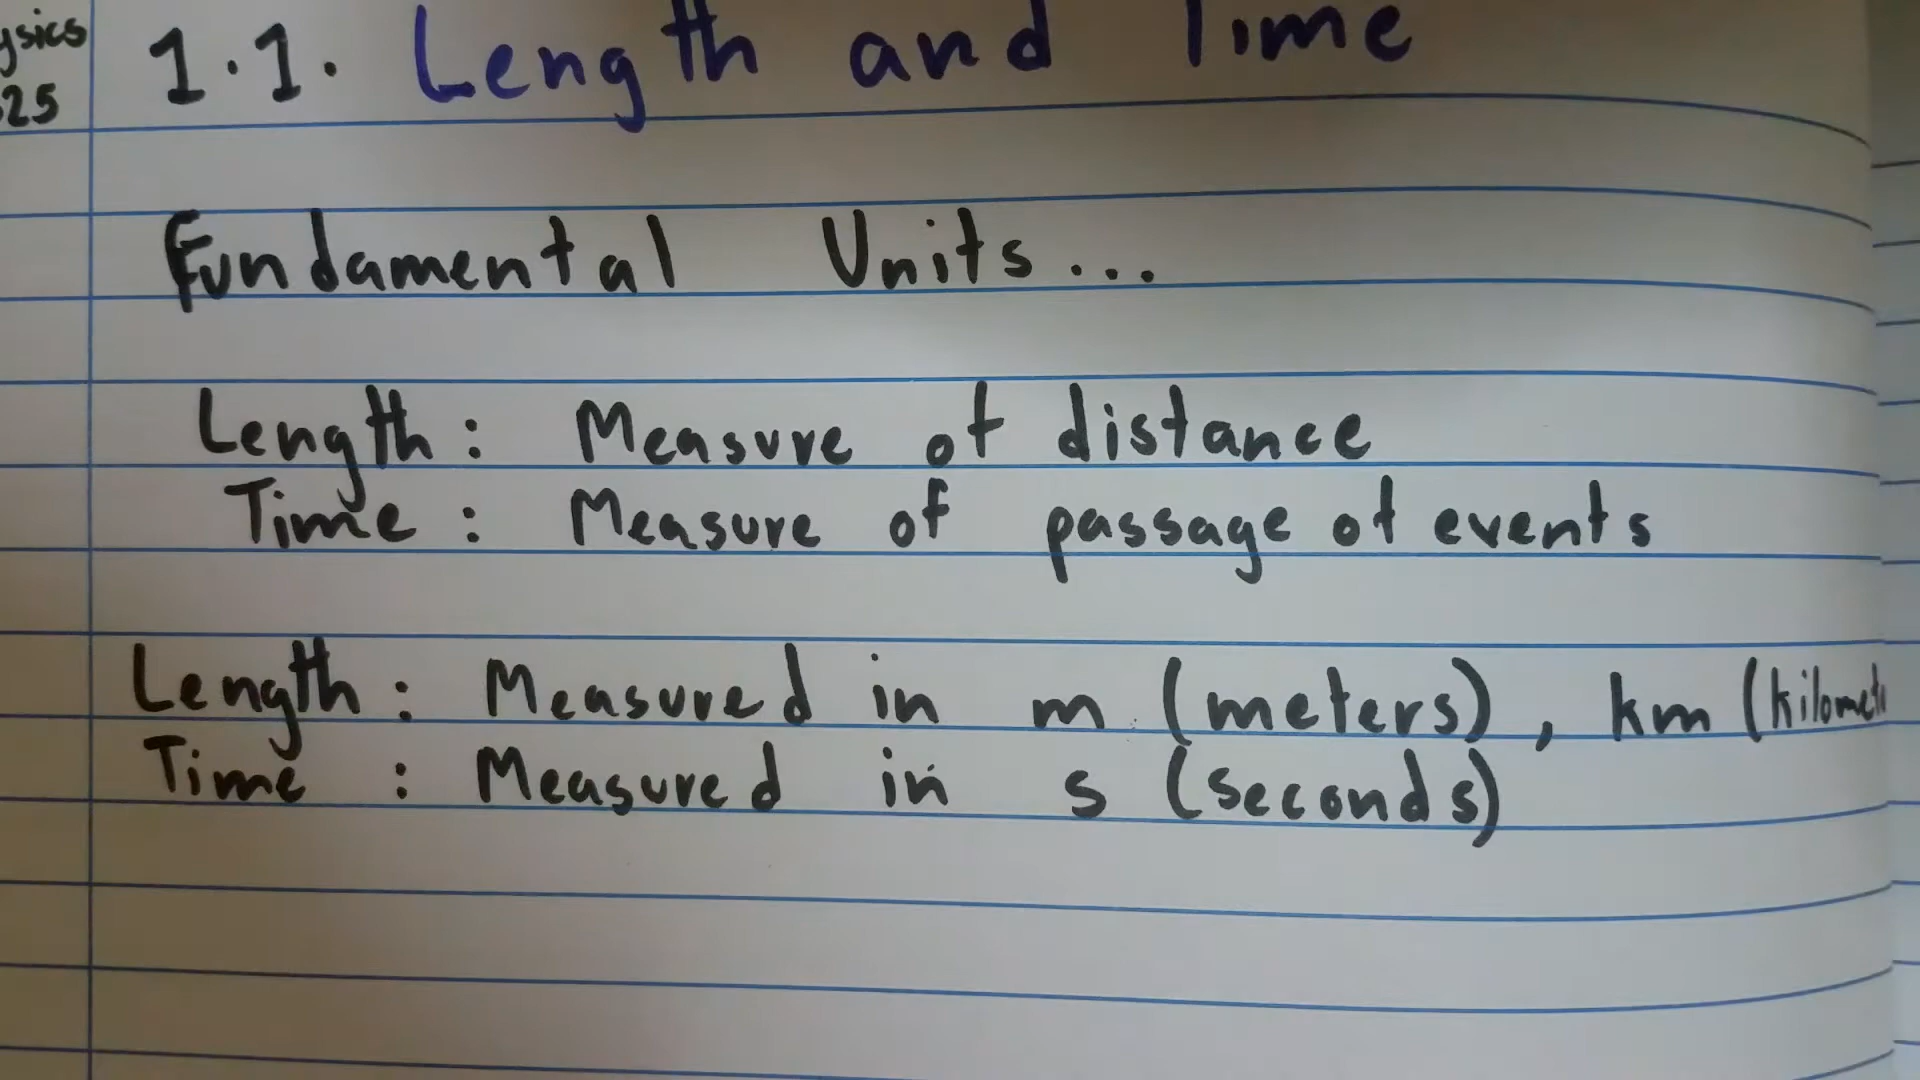 1.1. Length and Time
25
Fundamental Units...
Length: Measure of distance
Time: Measure of passage of events
Length: Measured in m (meters), km
Time: Measured in s (seconds)